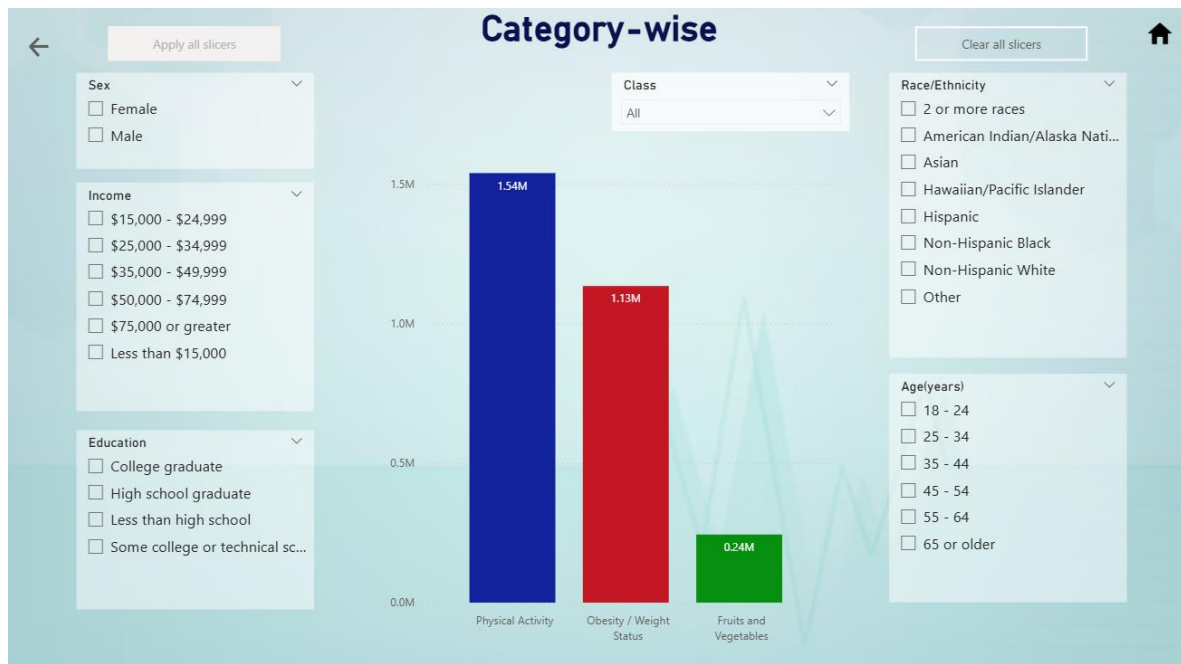 Category-wise
Apply all slicers
Clear all slicers
Sex
Female
Male
Income
$15,000 - $24,999
$25,000 - $34,999
$35,000 - $49,999
$50,000 - $74,999
$75,000 or greater
Less than $15,000
Education
College graduate
High school graduate
Less than high school
Some college or technical sc...
Class
All
1.5M
1.0M
0.5M
0.0M
1.54M
1.13M
0.24M
Physical Activity
Obesity / Weight
Status
Fruits and
Vegetables
Race/Ethnicity
2 or more races
American Indian/Alaska Nati...
Asian
Hawaiian/Pacific Islander
Hispanic
Non-Hispanic Black
Non-Hispanic White
Other
Age(years)
18 - 24
25 - 34
35 - 44
45 - 54
55 - 64
65 or older